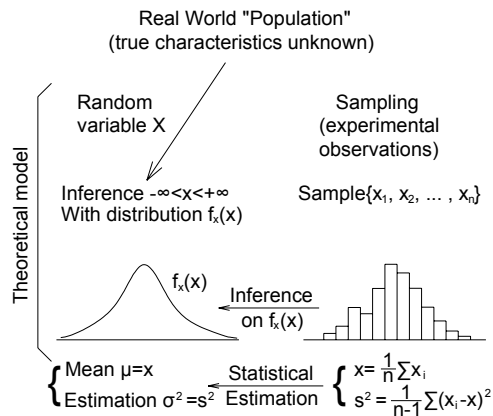 Real World "Population"
(true characteristics unknown)
Theoretical model
Random
variable X
Sampling
(experimental
observations)
Inference -∞<x<+∞
With distribution fₓ(x)
Sample{x₁, x₂, ... , xₙ}
fₓ(x)
Inference
on fₓ(x)
Mean μ=x
Estimation σ²=s²
Statistical
Estimation
x= 1/n ∑xᵢ
s² = 1/n-1 ∑(xᵢ-x)²